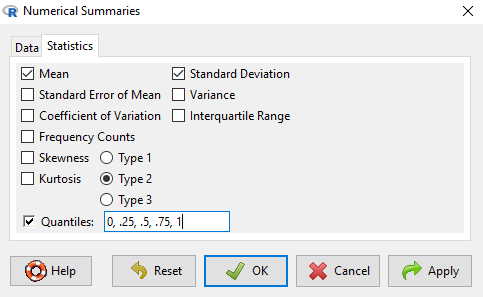 Numerical Summaries
Data Statistics
Mean Standard Deviation
Standard Error of Mean Variance
Coefficient of Variation Interquartile Range
Frequency Counts
Skewness Type 1
Kurtosis Type 2
Type 3
Quantiles: 0, .25, .5, .75, 1
Help Reset OK Cancel Apply